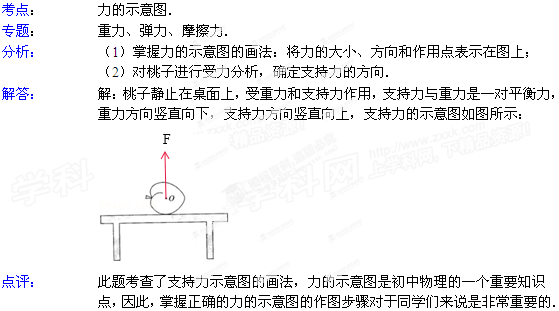 考点： 力的示意图．
专题： 重力、弹力、摩擦力．
分析： （1）掌握力的示意图的画法：将力的大小、方向和作用点表示在图上；
（2）对桃子进行受力分析，确定支持力的方向．
解答： 解：桃子静止在桌面上，受重力和支持力作用，支持力与重力是一对平衡力，
重力方向竖直向下，支持力方向竖直向上，支持力的示意图如图所示：
F
O
点评： 此题考查了支持力示意图的画法，力的示意图是初中物理的一个重要知识
点，因此，掌握正确的力的示意图的作图步骤对于同学们来说是非常重要的．